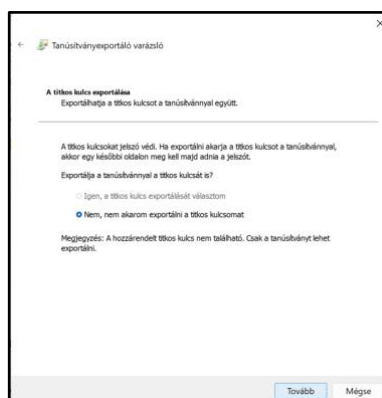 Tanúsítványexportáló varázsló
A titkos kulcs exportálása
Exportálhatja a titkos kulcsot a tanúsítvánnyal együtt.
A titkos kulcsokat jelszó védi. Ha exportálni akarja a titkos kulcsot a tanúsítvánnyal,
akkor egy későbbi oldalon meg kell majd adnia a jelszót.
Exportálja a tanúsítvánnyal a titkos kulcsát is?
Igen, a titkos kulcs exportálását választom
Nem, nem akarom exportálni a titkos kulcsomat
Megjegyzés: A hozzárendelt titkos kulcs nem található. Csak a tanúsítványt lehet
exportálni.
Tovább Mégse